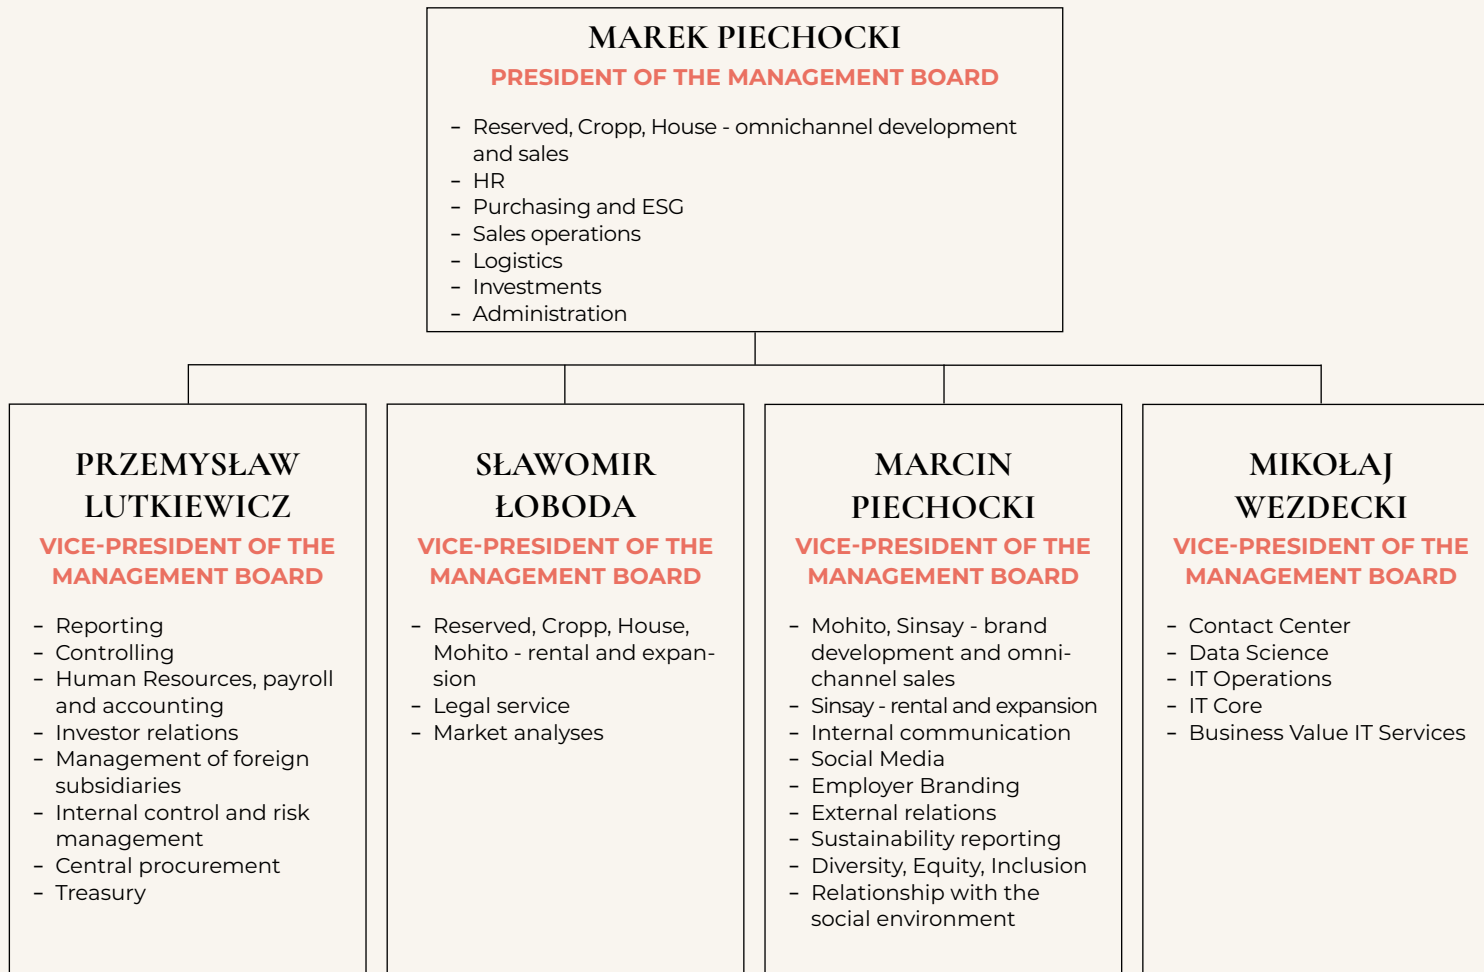 MAREK PIECHOCKI
PRESIDENT OF THE MANAGEMENT BOARD
- Reserved, Cropp, House - omnichannel development
and sales
- HR
- Purchasing and ESG
- Sales operations
- Logistics
- Investments
- Administration
PRZEMYSŁAW
LUTKIEWICZ
VICE-PRESIDENT OF THE
MANAGEMENT BOARD
- Reporting
- Controlling
- Human Resources, payroll
and accounting
- Investor relations
- Management of foreign
subsidiaries
- Internal control and risk
management
- Central procurement
- Treasury
SŁAWOMIR
ŁOBODA
VICE-PRESIDENT OF THE
MANAGEMENT BOARD
- Reserved, Cropp, House,
Mohito - rental and expan-
sion
- Legal service
- Market analyses
MARCIN
PIECHOCKI
VICE-PRESIDENT OF THE
MANAGEMENT BOARD
- Mohito, Sinsay - brand
development and omni-
channel sales
- Sinsay - rental and expansion
- Internal communication
- Social Media
- Employer Branding
- External relations
- Sustainability reporting
- Diversity, Equity, Inclusion
- Relationship with the
social environment
MIKOŁAJ
WEZDECKI
VICE-PRESIDENT OF THE
MANAGEMENT BOARD
- Contact Center
- Data Science
- IT Operations
- IT Core
- Business Value IT Services